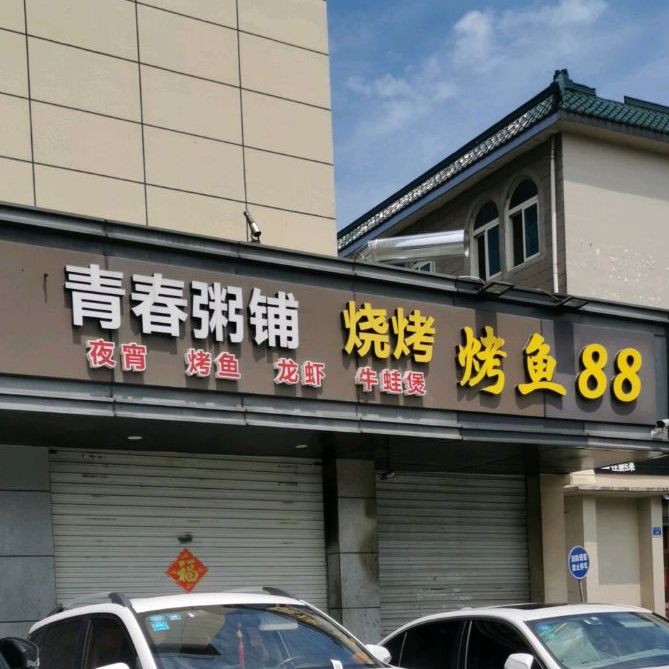 青春粥铺 烧烤 烤鱼88
夜宵 烤鱼 龙虾 牛蛙煲
福